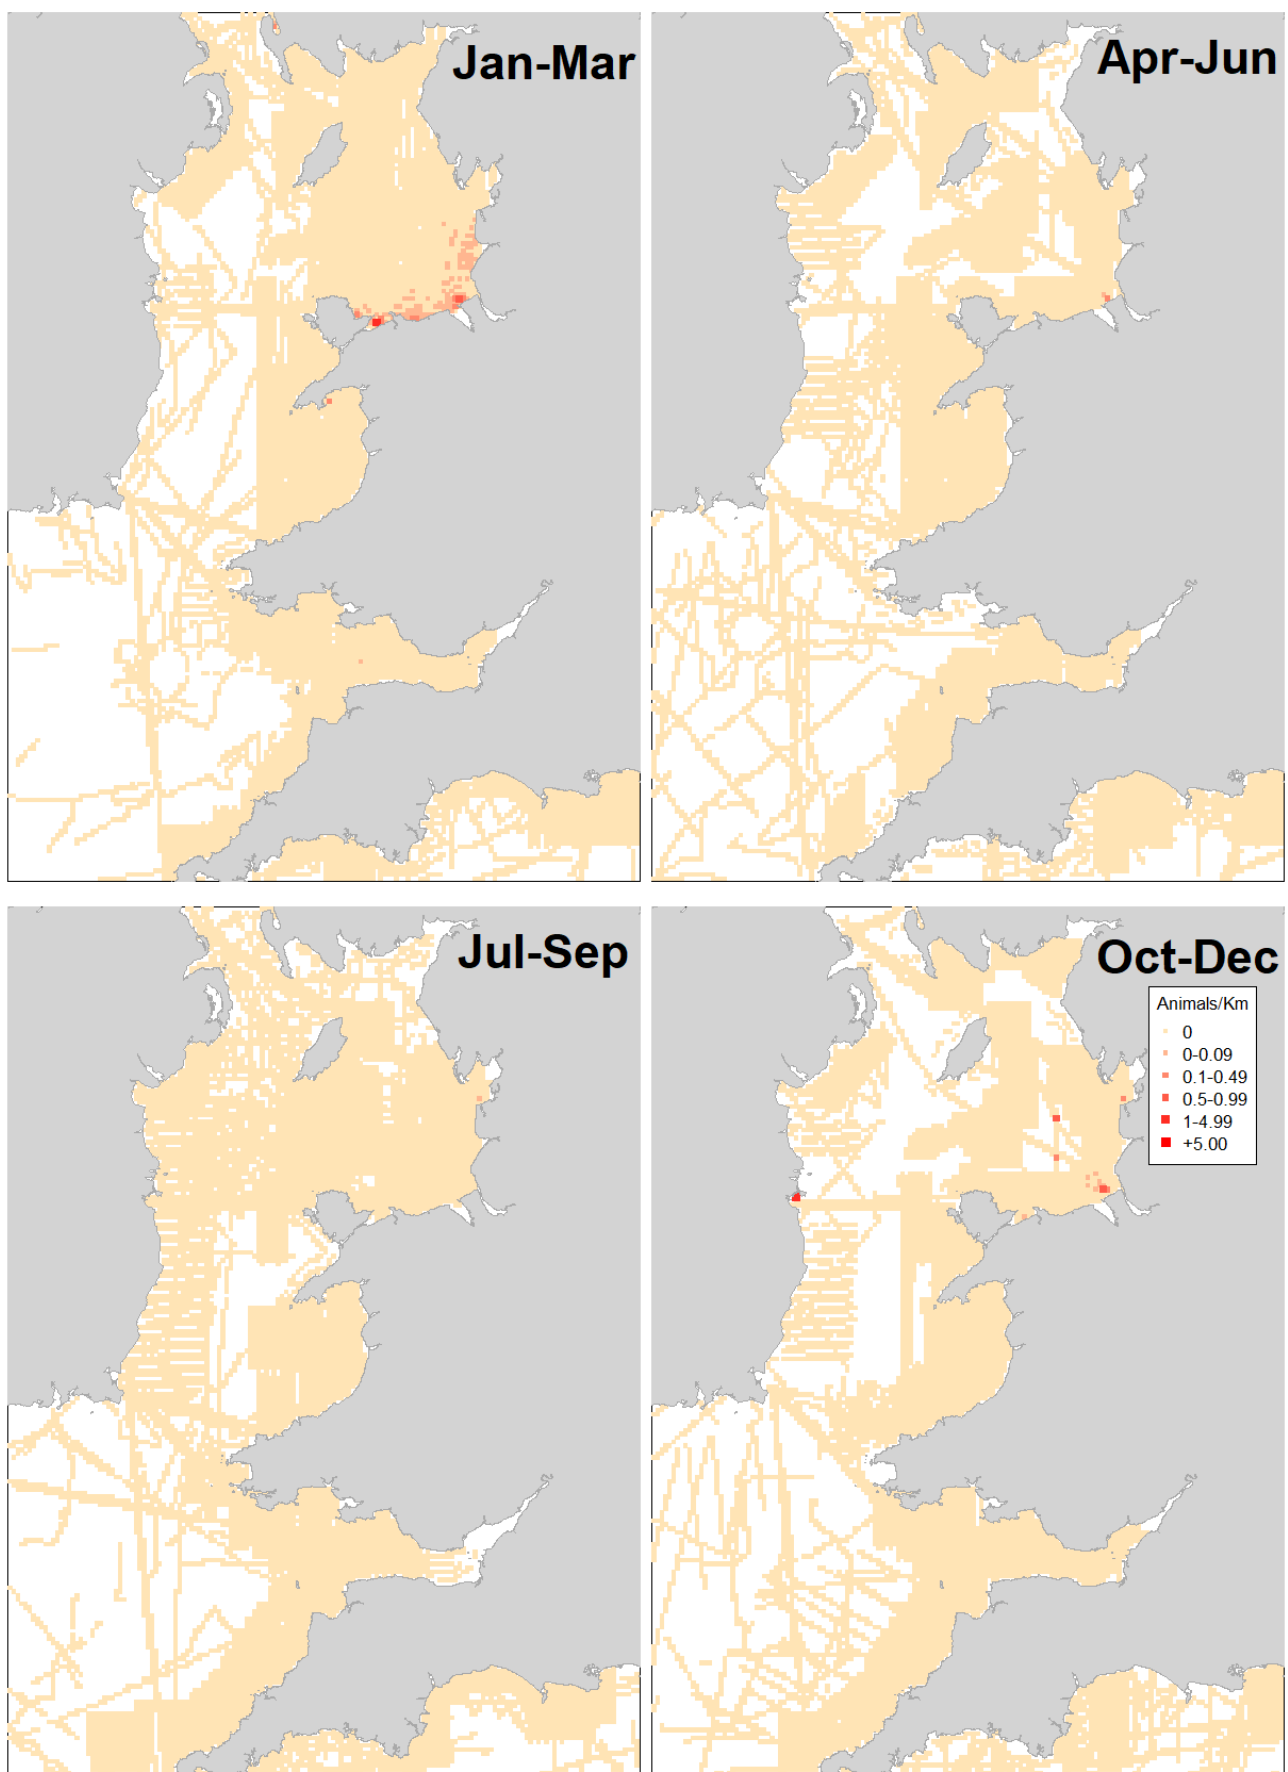 Jan-Mar
Apr-Jun
Jul-Sep
Oct-Dec
Animals/Km
0
0-0.09
0.1-0.49
0.5-0.99
1-4.99
+5.00